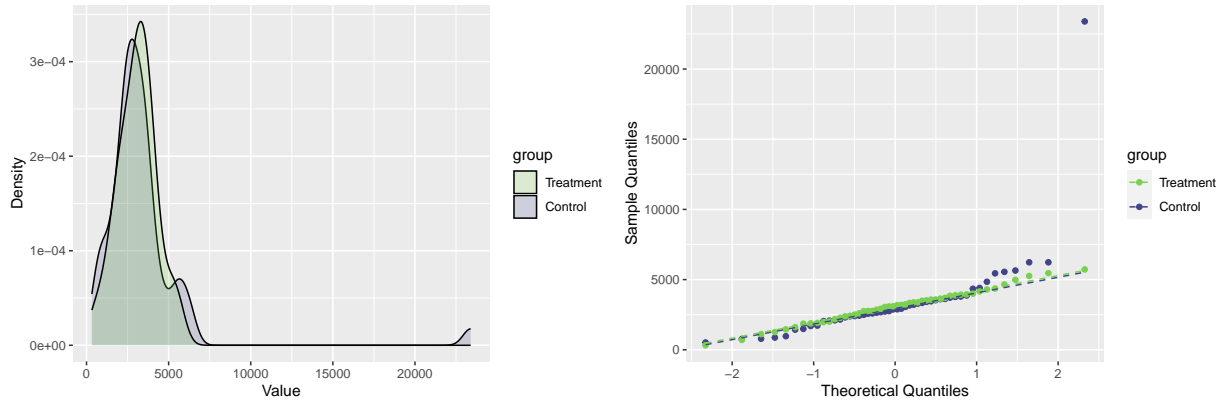 3e−04
2e−04
1e−04
0e+00
Density
0
5000
10000
15000
20000
Value
group
Treatment
Control
20000
15000
10000
5000
0
Sample Quantiles
−2
−1
0
1
2
Theoretical Quantiles
group
Treatment
Control